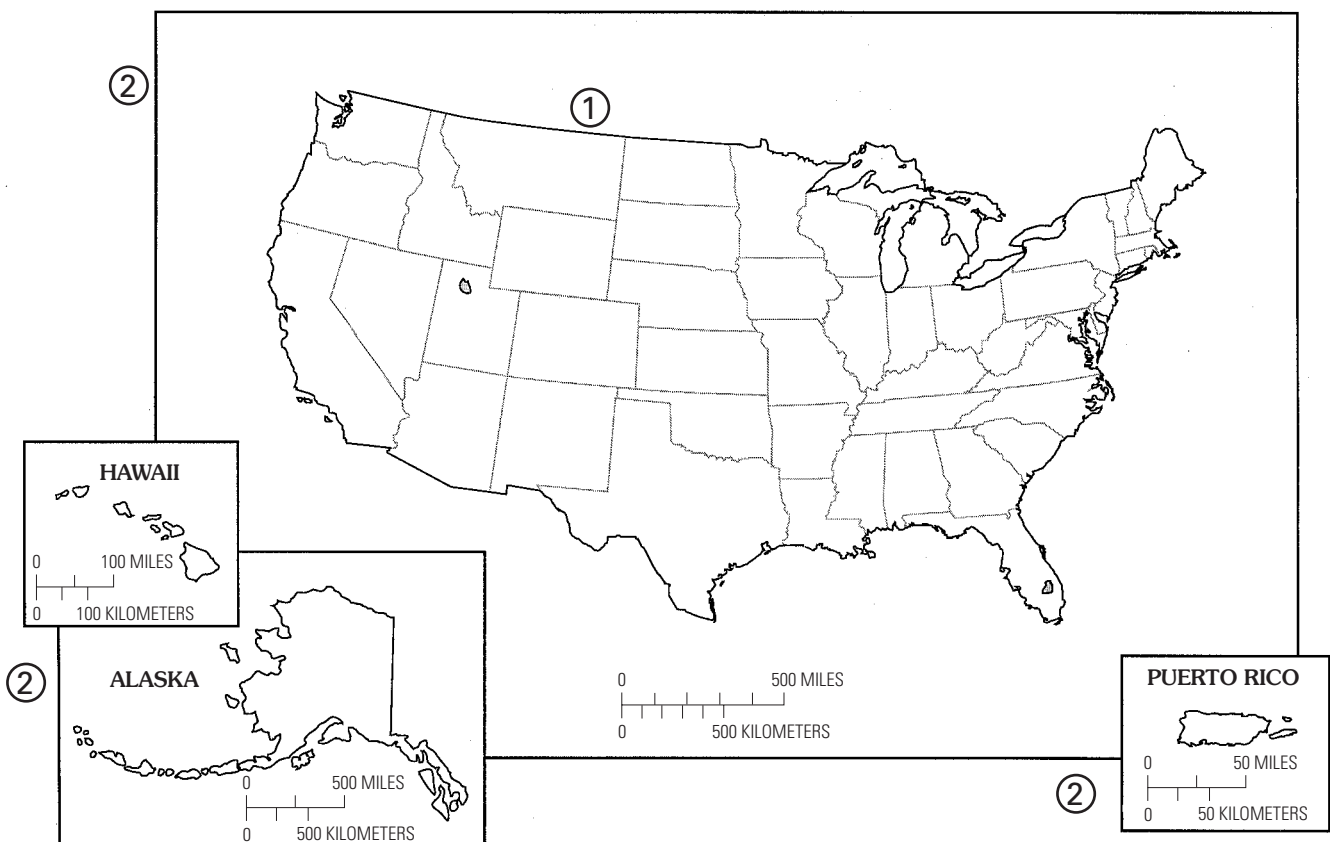 ②
①
HAWAII
0 100 MILES
0 100 KILOMETERS
②
ALASKA
0 500 MILES
0 500 KILOMETERS
0 500 MILES
0 500 KILOMETERS
PUERTO RICO
0 50 MILES
0 50 KILOMETERS
②